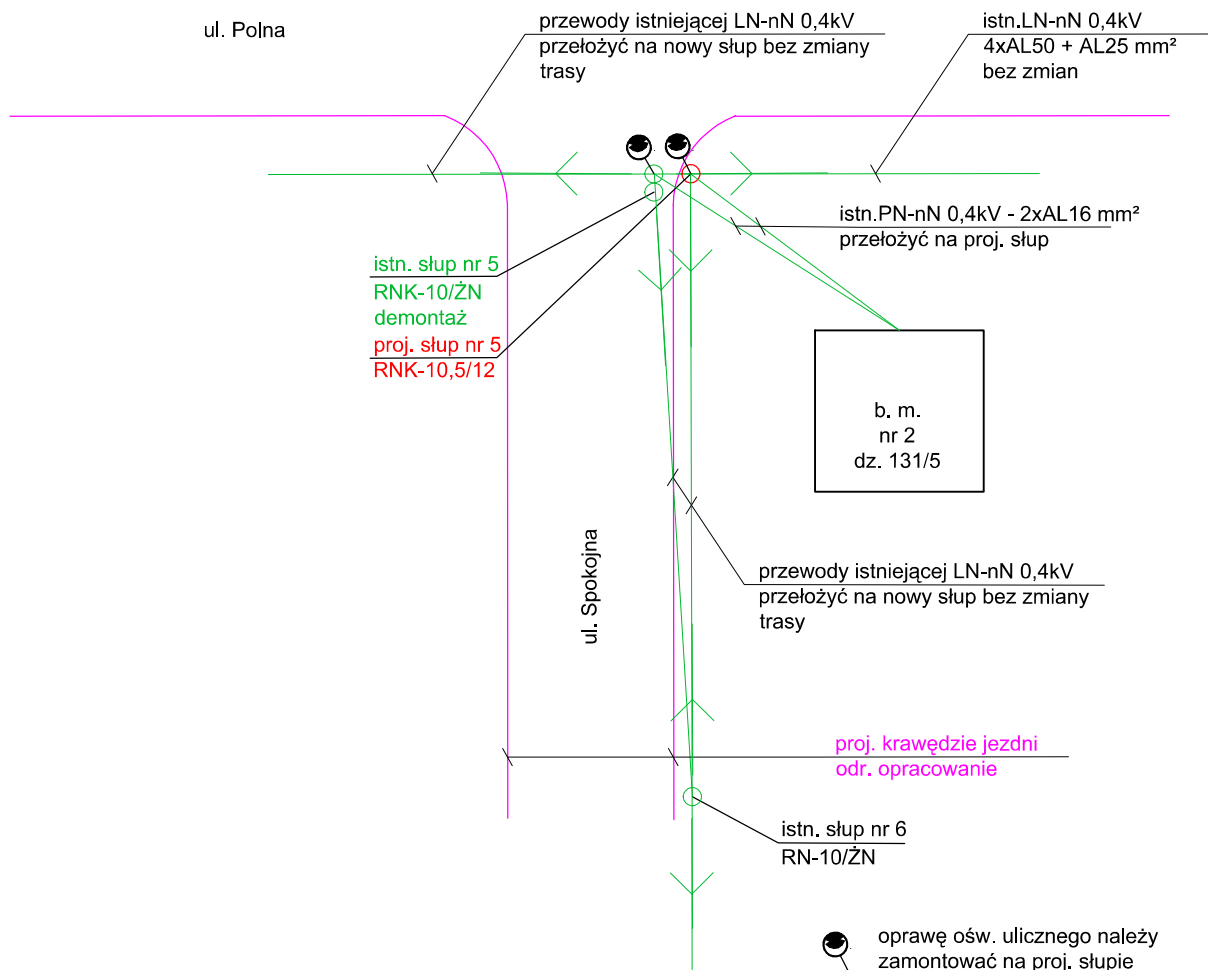 ul. Polna
przewody istniejącej LN-nN 0,4kV
przełożyć na nowy słup bez zmiany
trasy
istn.LN-nN 0,4kV
4xAL50 + AL25 mm²
bez zmian
istn.PN-nN 0,4kV - 2xAL16 mm²
przełożyć na proj. słup
istn. słup nr 5
RNK-10/ŻN
demontaż
proj. słup nr 5
RNK-10,5/12
b. m.
nr 2
dz. 131/5
ul. Spokojna
przewody istniejącej LN-nN 0,4kV
przełożyć na nowy słup bez zmiany
trasy
proj. krawędzie jezdni
odr. opracowanie
istn. słup nr 6
RN-10/ŻN
oprawę ośw. ulicznego należy
zamontować na proj. słupie